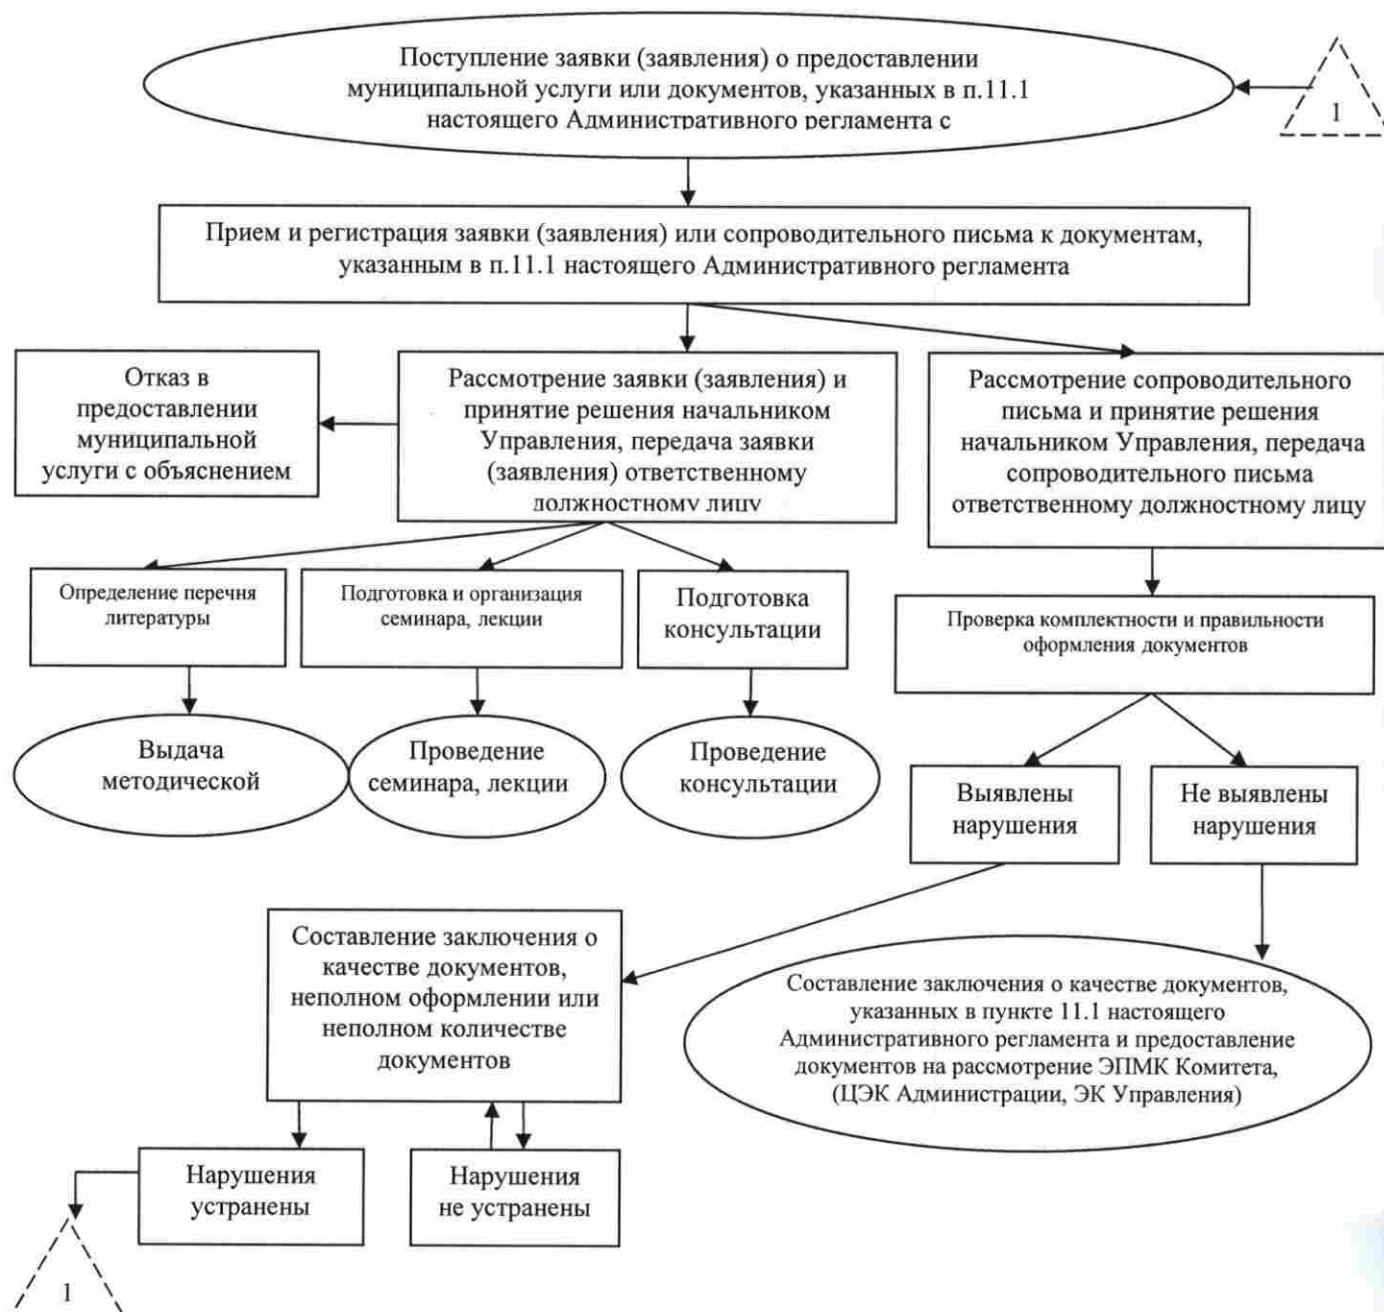 Поступление заявки (заявления) о предоставлении
муниципальной услуги или документов, указанных в п.11.1
настоящего Административного регламента с
1
Прием и регистрация заявки (заявления) или сопроводительного письма к документам,
указанным в п.11.1 настоящего Административного регламента
Отказ в
предоставлении
муниципальной
услуги с объяснением
Рассмотрение заявки (заявления) и
принятие решения начальником
Управления, передача заявки
(заявления) ответственному
должностному лицу
Рассмотрение сопроводительного
письма и принятие решения
начальником Управления, передача
сопроводительного письма
ответственному должностному лицу
Определение перечня
литературы
Подготовка и организация
семинара, лекции
Подготовка
консультации
Проверка комплектности и правильности
оформления документов
Выдача
методической
Проведение
семинара, лекции
Проведение
консультации
Выявлены
нарушения
Не выявлены
нарушения
Составление заключения о
качестве документов,
неполном оформлении или
неполном количестве
документов
Составление заключения о качестве документов,
указанных в пункте 11.1 настоящего
Административного регламента и предоставление
документов на рассмотрение ЭПМК Комитета,
(ЦЭК Администрации, ЭК Управления)
Нарушения
устранены
Нарушения
не устранены
1